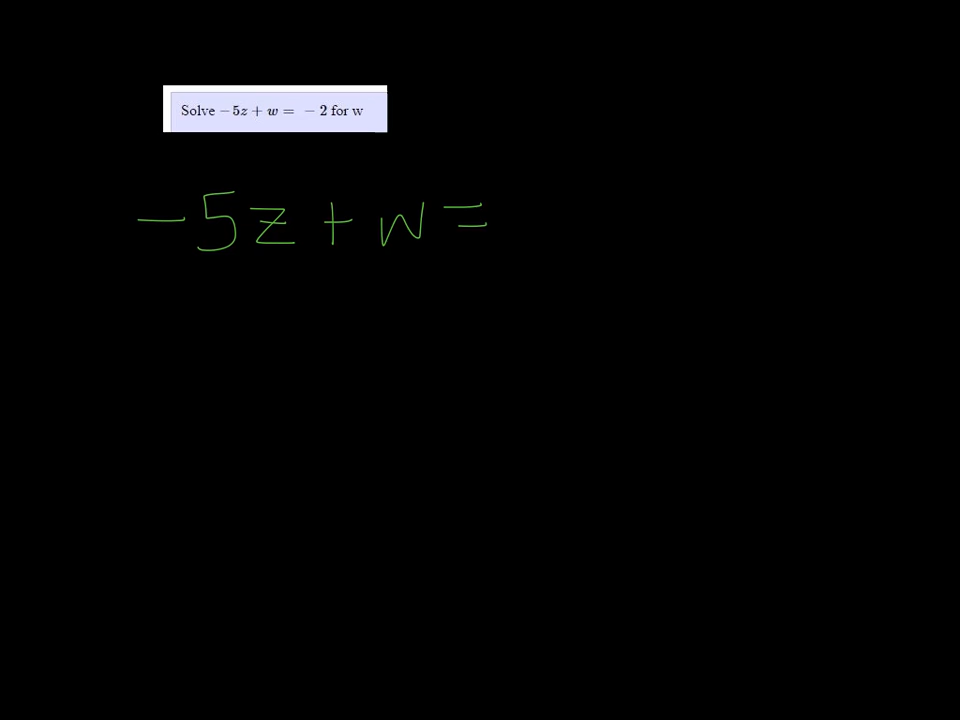 Solve −5z + w = −2 for w
−5z + w =